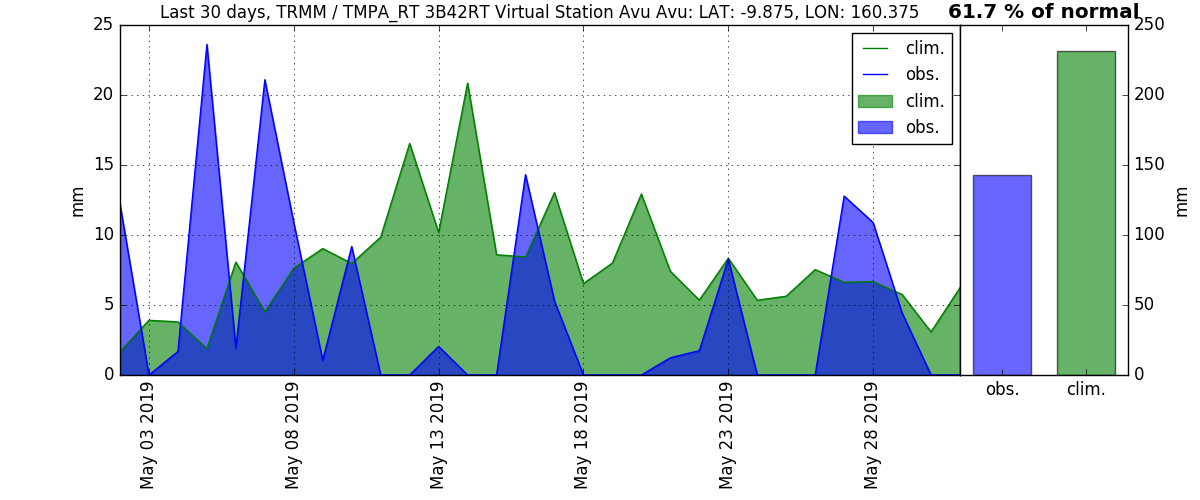 Last 30 days, TRMM / TMPA_RT 3B42RT Virtual Station Avu Avu: LAT: -9.875, LON: 160.375
61.7 % of normal
25
20
15
10
5
0
mm
clim.
obs.
clim.
obs.
May 03 2019
May 08 2019
May 13 2019
May 18 2019
May 23 2019
May 28 2019
250
200
150
100
50
0
mm
obs.
clim.